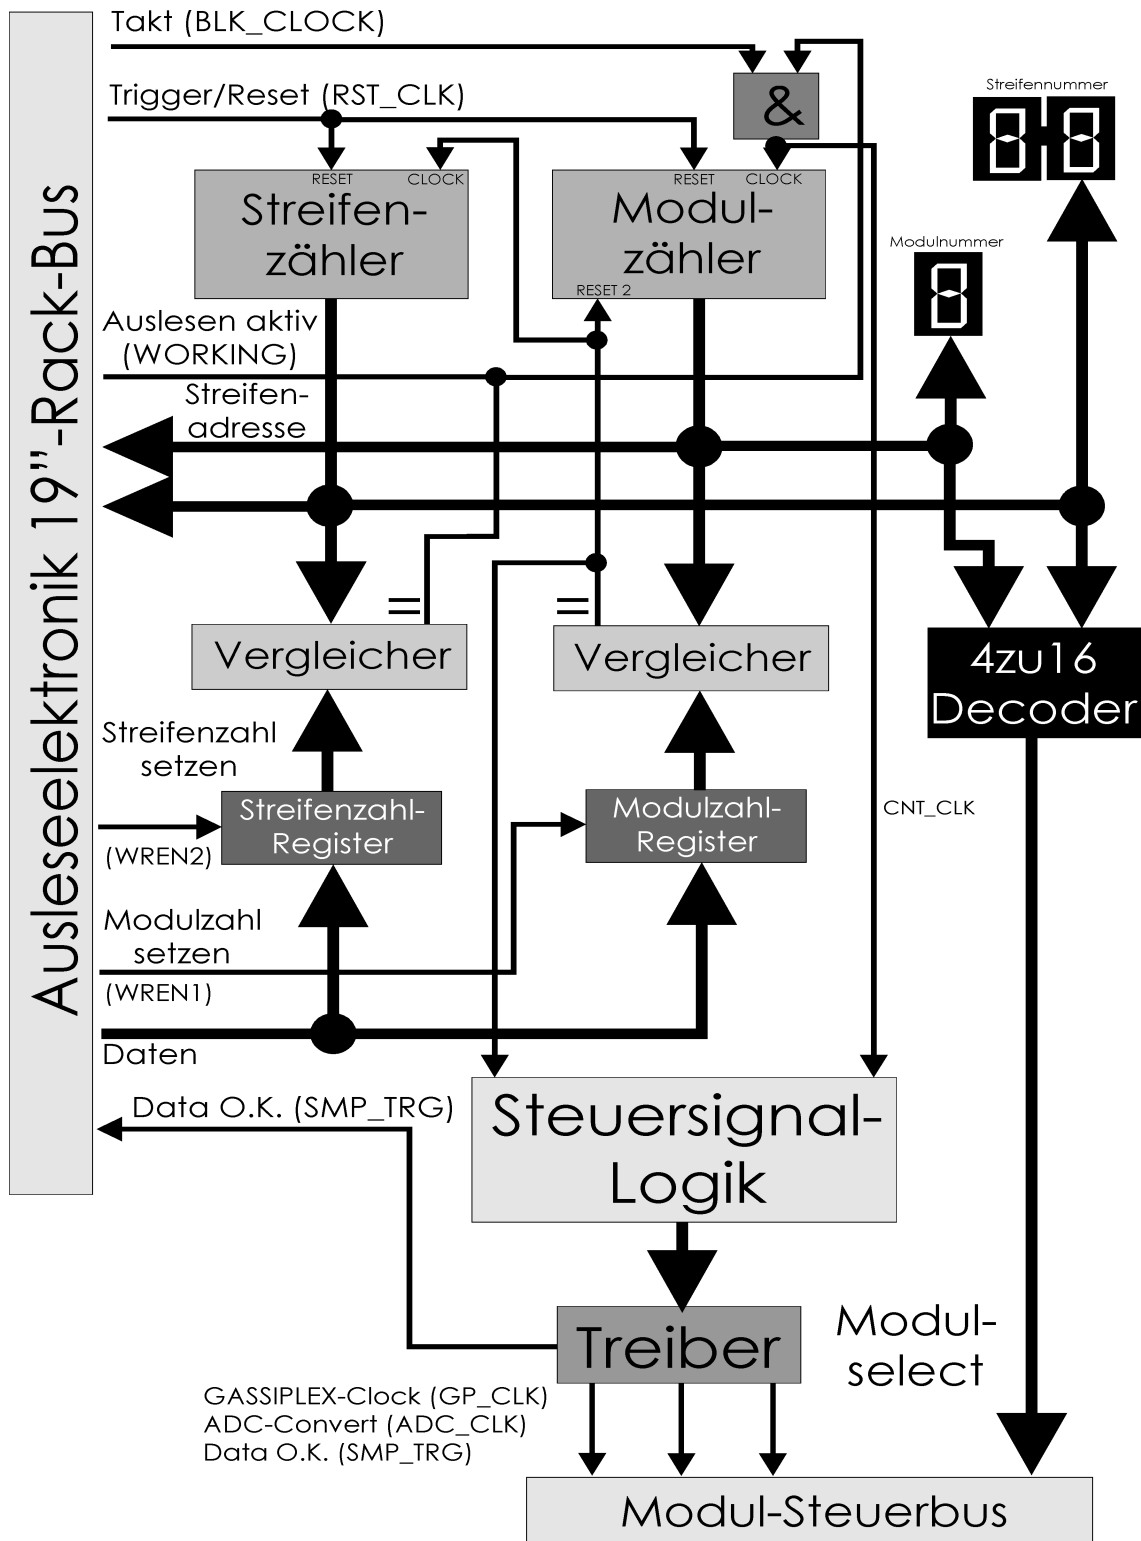 Takt (BLK_CLOCK)
Trigger/Reset (RST_CLK)
&
Streifennummer
8-8
RESET
CLOCK
Streifen-
zähler
RESET
CLOCK
Modul-
zähler
RESET 2
Modulnummer
8
Ausleseelektronik 19”-Rack-Bus
Auslesen aktiv
(WORKING)
Streifen-
adresse
=
Vergleicher
=
Vergleicher
4zu16
Decoder
Streifenzahl
setzen
(WREN2)
Streifenzahl-
Register
Modulzahl-
Register
CNT_CLK
Modulzahl
setzen
(WREN1)
Daten
Data O.K. (SMP_TRG)
Steuersignal-
Logik
Treiber
Modul-
select
GASSIPLEX-Clock (GP_CLK)
ADC-Convert (ADC_CLK)
Data O.K. (SMP_TRG)
Modul-Steuerbus